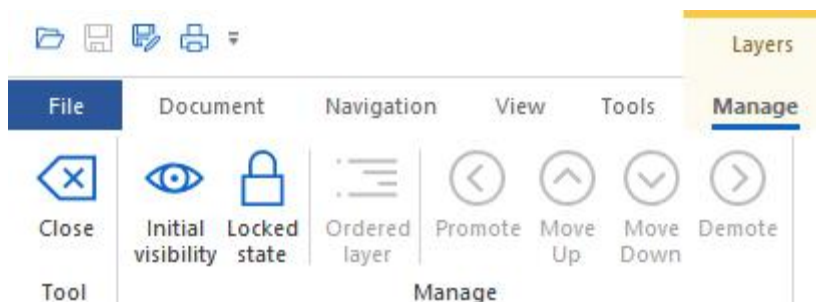 Layers
File Document Navigation View Tools Manage
Close Initial visibility Locked state Ordered layer Promote Move Up Move Down Demote
Tool Manage